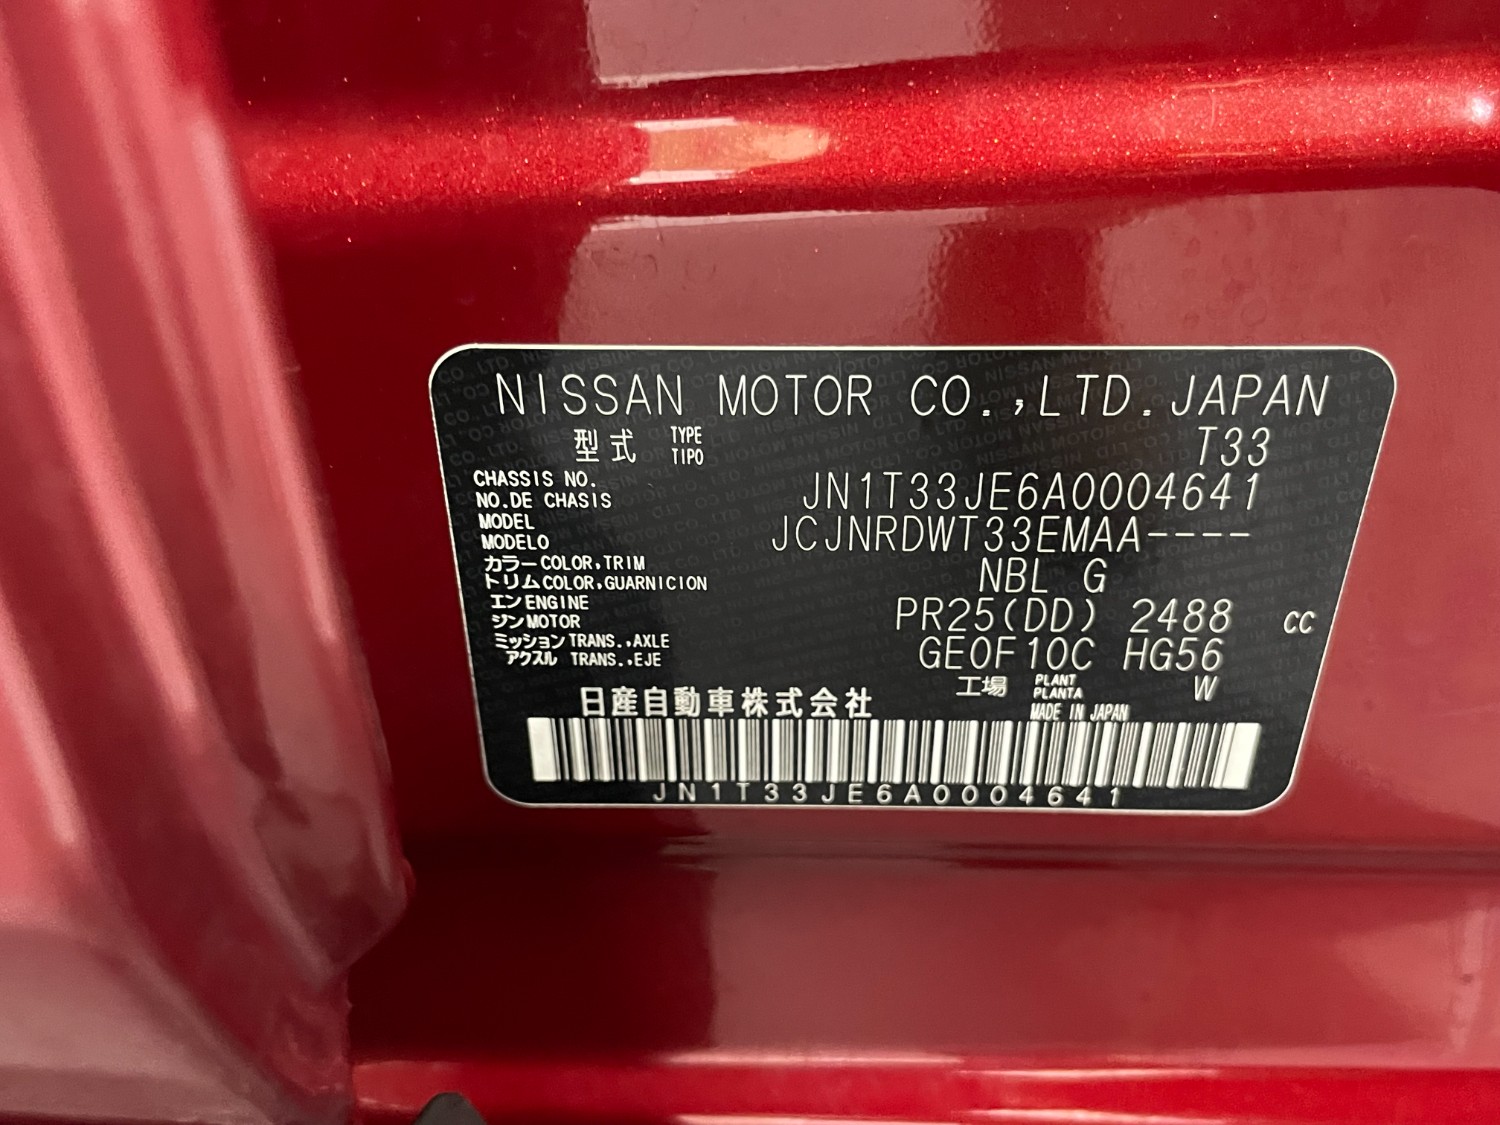 NISSAN MOTOR CO.,LTD.JAPAN
型式 TYPE TIPO T33
CHASSIS NO.
NO.DE CHASIS JN1T33JE6A0004641
MODEL
MODELO JCJNRDWT33EMAA----
カラー COLOR,TRIM
トリム COLOR,GUARNICION NBL G
エン ENGINE
ジン MOTOR PR25(DD) 2488 cc
ミッション TRANS.,AXLE
アクスル TRANS.,EJE GE0F10C HG56
工場 PLANT PLANTA W
日産自動車株式会社 MADE IN JAPAN
JN1T33JE6A0004641